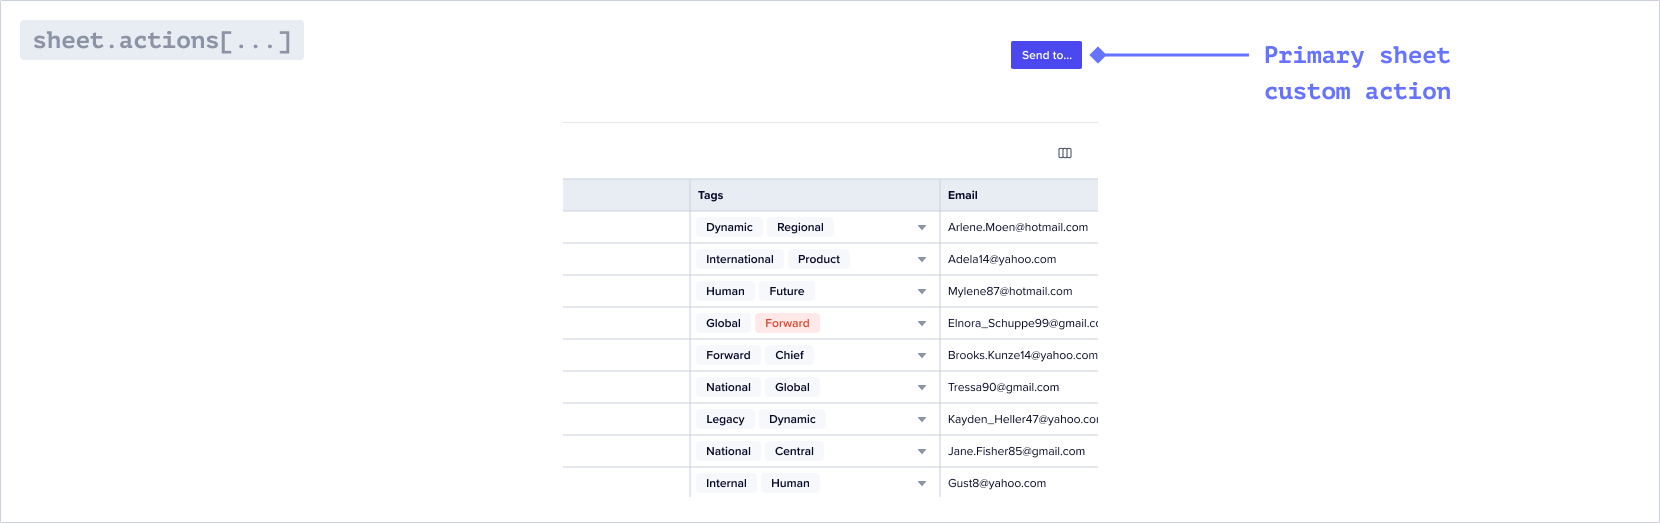 sheet.actions[...]
Send to...
Primary sheet
custom action
Tags Email
Dynamic Regional Arlene.Moen@hotmail.com
International Product Adela14@yahoo.com
Human Future Mylene87@hotmail.com
Global Forward Elnora_Schuppe99@gmail.co
Forward Chief Brooks.Kunze14@yahoo.com
National Global Tressa90@gmail.com
Legacy Dynamic Kayden_Heller47@yahoo.co
National Central Jane.Fisher85@gmail.com
Internal Human Gust8@yahoo.com